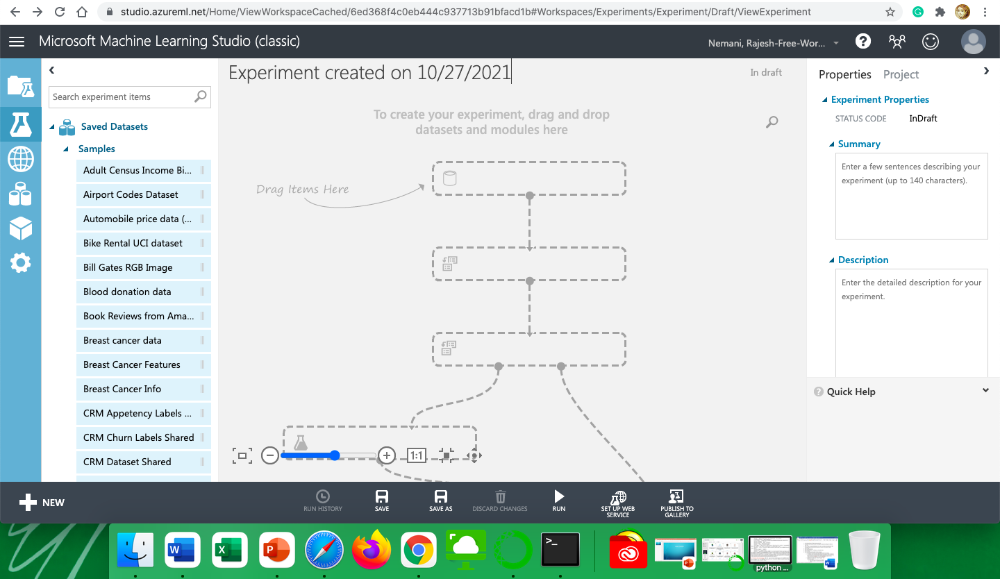 studio.azureml.net/Home/ViewWorkspaceCached/6ed368f4c0eb444c937713b91bfacd1b#Workspaces/Experiments/Experiment/Draft/ViewExperiment
Microsoft Machine Learning Studio (classic)
Nemani, Rajesh-Free-Wor...
?
Search experiment items
Saved Datasets
Samples
Adult Census Income Bi...
Airport Codes Dataset
Automobile price data (...
Bike Rental UCI dataset
Bill Gates RGB Image
Blood donation data
Book Reviews from Ama...
Breast cancer data
Breast Cancer Features
Breast Cancer Info
CRM Appetency Labels ...
CRM Churn Labels Shared
CRM Dataset Shared
Experiment created on 10/27/2021
In draft
To create your experiment, drag and drop
datasets and modules here
Drag Items Here
1:1
Properties
Project
Experiment Properties
STATUS CODE
InDraft
Summary
Enter a few sentences describing your
experiment (up to 140 characters).
Description
Enter the detailed description for your
experiment.
? Quick Help
NEW
RUN HISTORY
SAVE
SAVE AS
DISCARD CHANGES
RUN
SET UP WEB
SERVICE
PUBLISH TO
GALLERY
W
X
P
>_
P
python ...
W